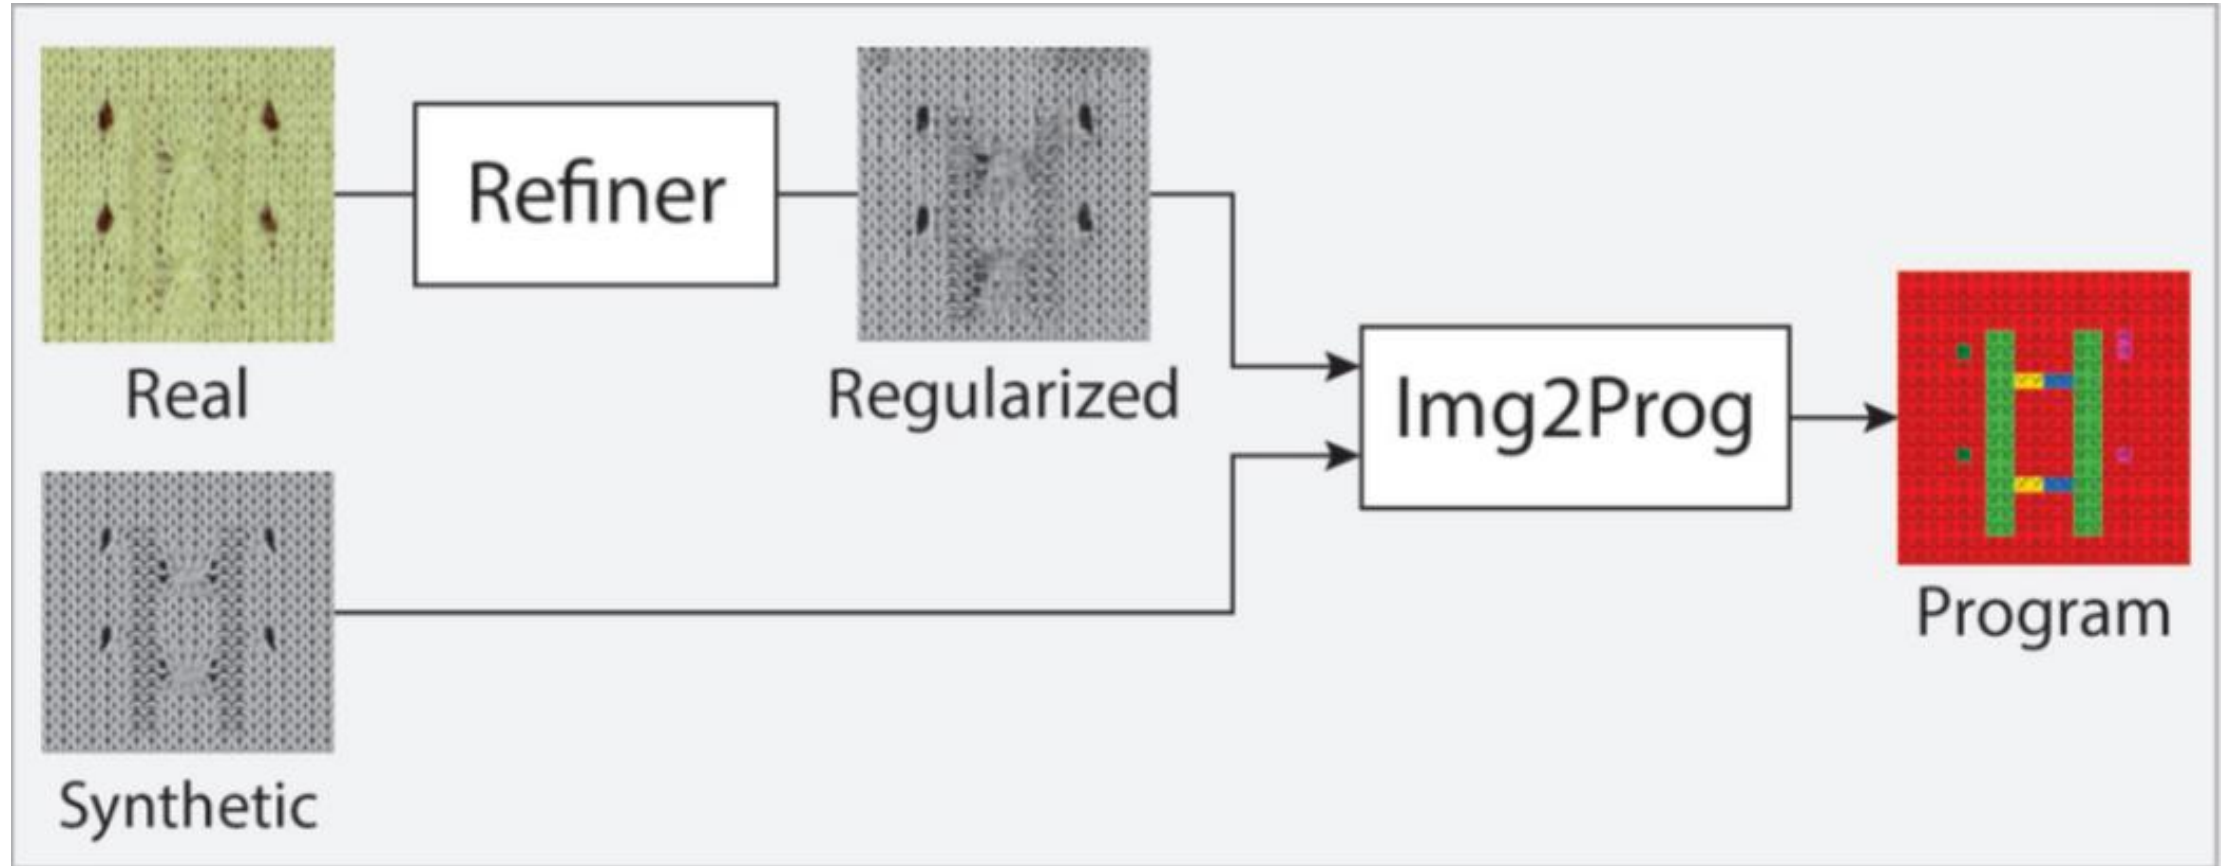 Refiner
Real
Regularized
Img2Prog
Synthetic
Program